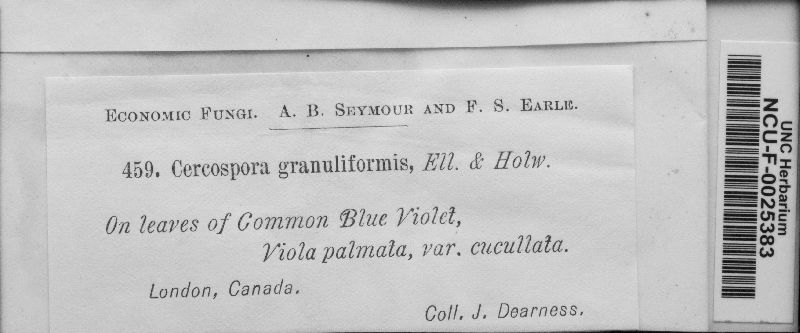 Economic Fungi. A. B. Seymour and F. S. Earle.
459. Cercospora granuliformis, Ell. & Holw.
On leaves of Common Blue Violet,
Viola palmata, var. cucullata.
London, Canada.
Coll. J. Dearness.
UNC Herbarium
NCU-F-0025383